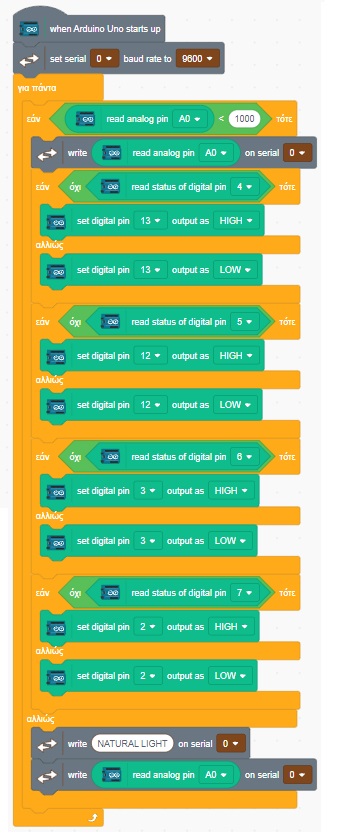 when Arduino Uno starts up
set serial 0 baud rate to 9600
για πάντα
εάν read analog pin A0 < 1000 τότε
write read analog pin A0 on serial 0
εάν όχι read status of digital pin 4 τότε
set digital pin 13 output as HIGH
αλλιώς
set digital pin 13 output as LOW
εάν όχι read status of digital pin 5 τότε
set digital pin 12 output as HIGH
αλλιώς
set digital pin 12 output as LOW
εάν όχι read status of digital pin 6 τότε
set digital pin 3 output as HIGH
αλλιώς
set digital pin 3 output as LOW
εάν όχι read status of digital pin 7 τότε
set digital pin 2 output as HIGH
αλλιώς
set digital pin 2 output as LOW
αλλιώς
write NATURAL LIGHT on serial 0
write read analog pin A0 on serial 0